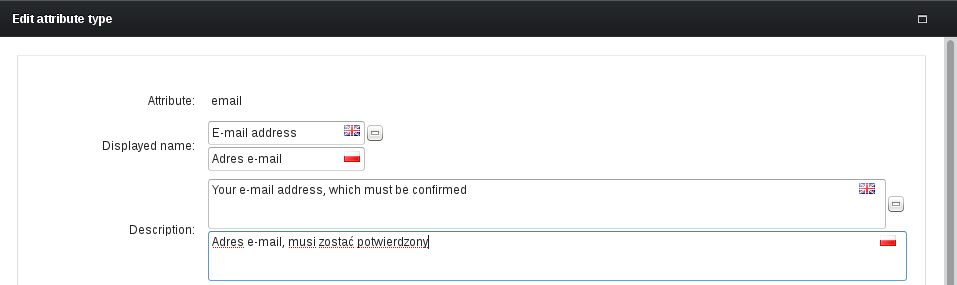 Edit attribute type
Attribute: email
Displayed name:
E-mail address
Adres e-mail
Description:
Your e-mail address, which must be confirmed
Adres e-mail, musi zostać potwierdzony